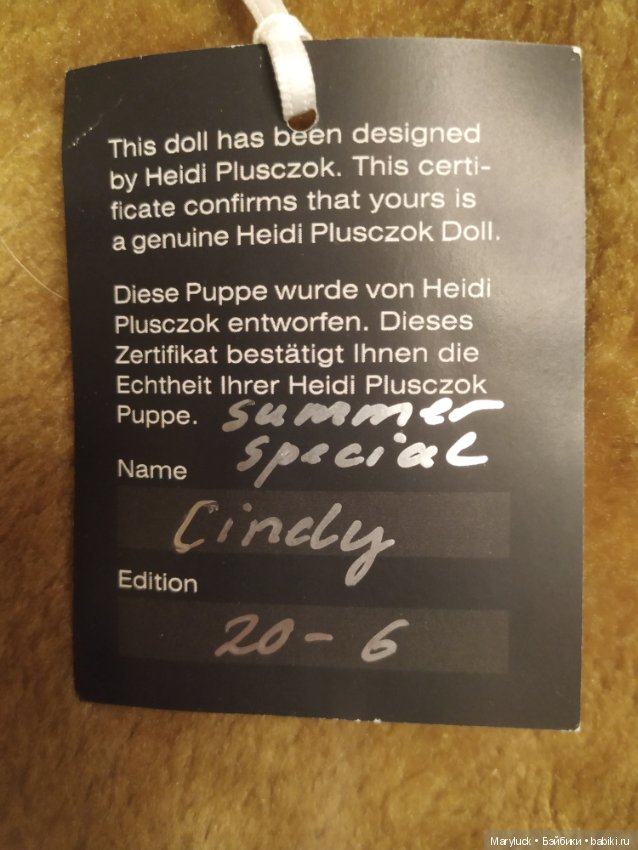 This doll has been designed
by Heidi Plusczok. This certi-
ficate confirms that yours is
a genuine Heidi Plusczok Doll.
Diese Puppe wurde von Heidi
Plusczok entworfen. Dieses
Zertifikat bestätigt Ihnen die
Echtheit Ihrer Heidi Plusczok
Puppe. summer
special
Name
Cindy
Edition
20-6
Maryluck • Бэйбики • babiki.ru